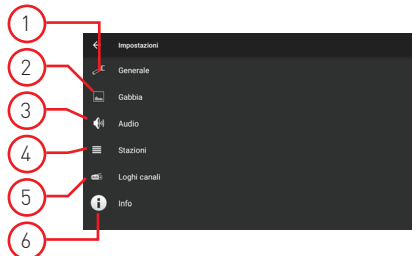 1
Impostazioni
2
Generale
Gabbia
3
Audio
4
Stazioni
5
Loghi canali
Info
6